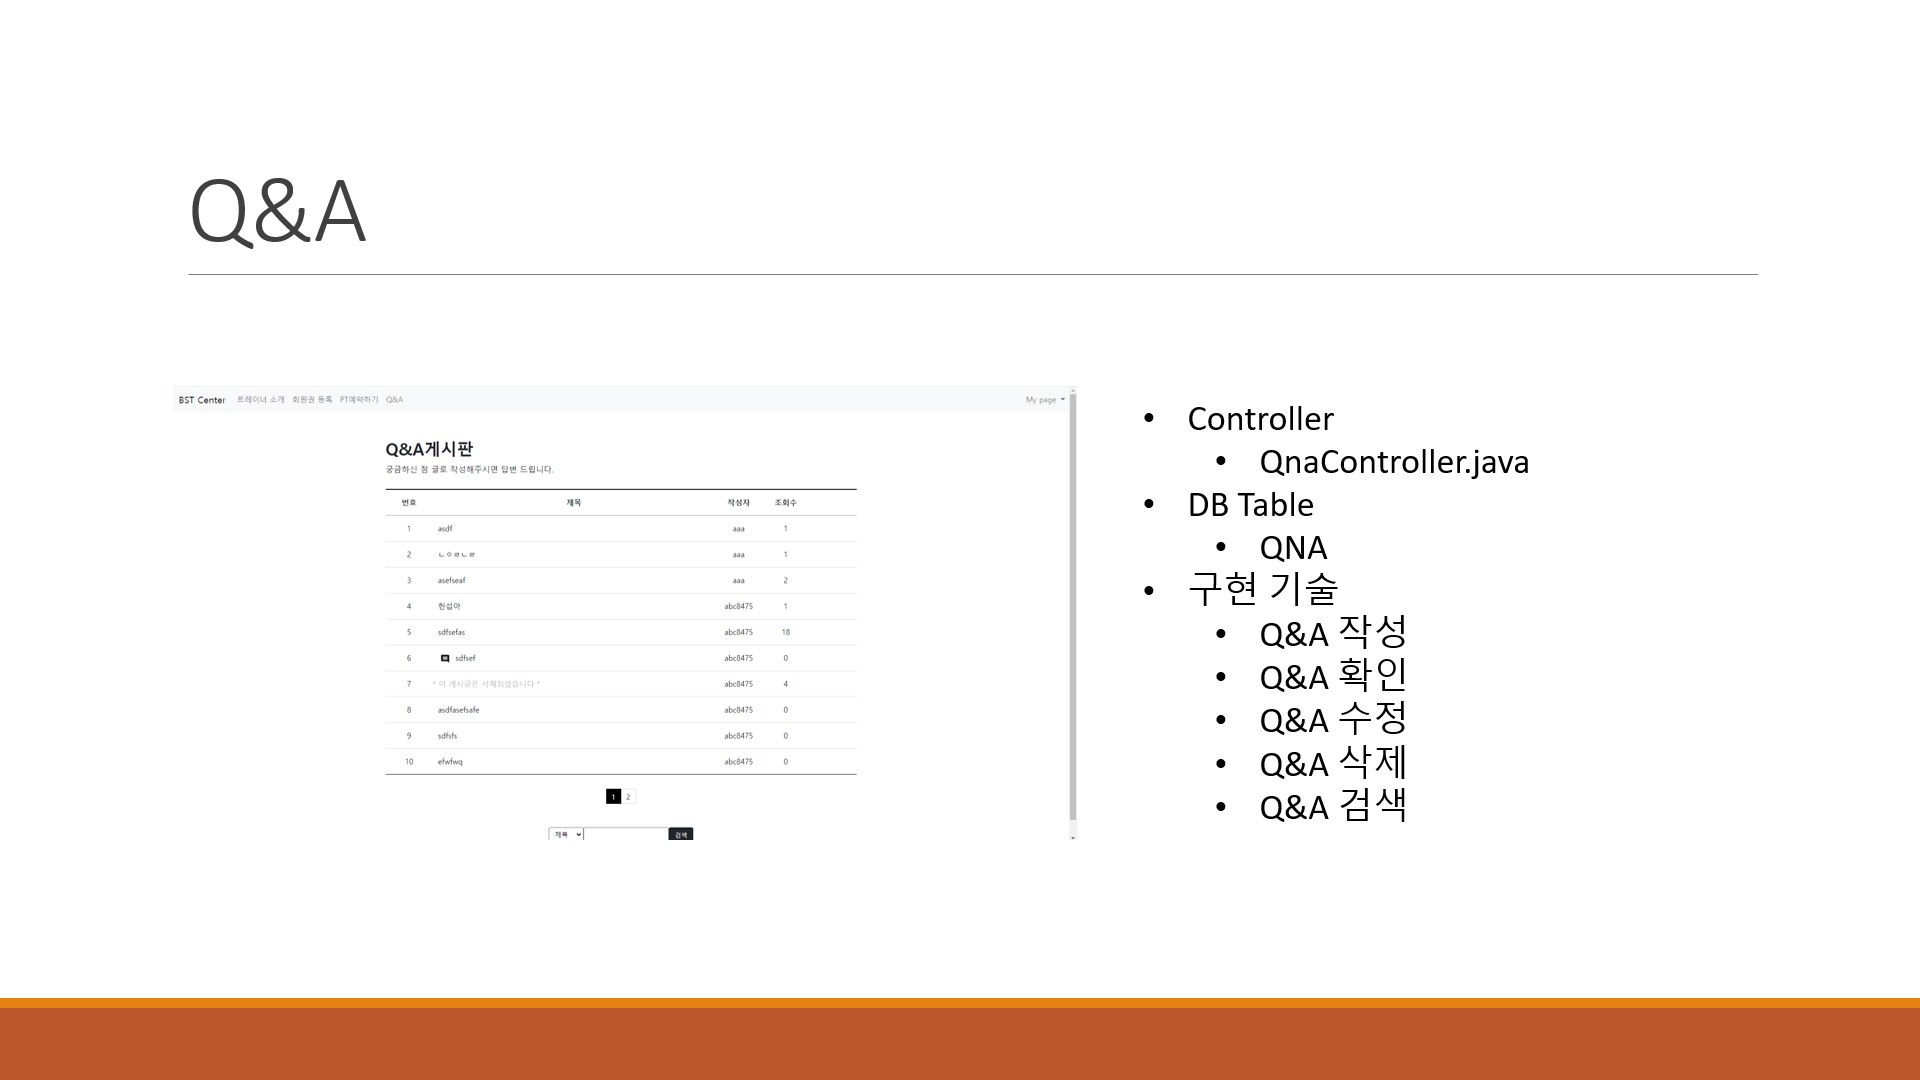 Q&A
BST Center 트레이너 소개 회원권 등록 PT예약하기 Q&A My page
Q&A게시판
궁금하신 점 글로 작성해주시면 답변 드립니다.
번호 제목 작성자 조회수
1 asdf aaa 1
2 ㄴㅇㄹㄴㄹ aaa 1
3 asefseaf aaa 2
4 헌섭아 abc8475 1
5 sdfsefas abc8475 18
6 sdfsef abc8475 0
7 * 이 게시글은 삭제되었습니다 * abc8475 4
8 asdfasefsafe abc8475 0
9 sdfsfs abc8475 0
10 efwfwq abc8475 0
1 2
제목 검색
• Controller
• QnaController.java
• DB Table
• QNA
• 구현 기술
• Q&A 작성
• Q&A 확인
• Q&A 수정
• Q&A 삭제
• Q&A 검색